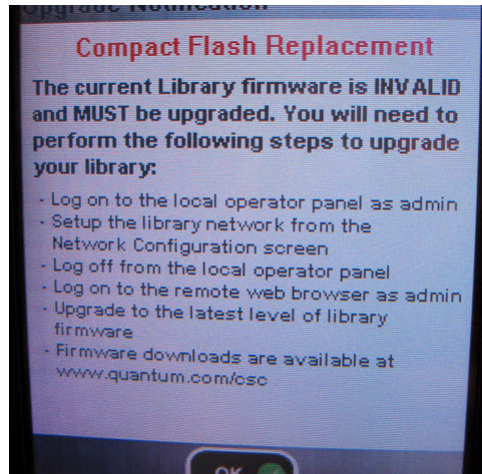 Upgrade Notification
Compact Flash Replacement
The current Library firmware is INVALID
and MUST be upgraded. You will need to
perform the following steps to upgrade
your library:
- Log on to the local operator panel as admin
- Setup the library network from the
Network Configuration screen
- Log off from the local operator panel
- Log on to the remote web browser as admin
- Upgrade to the latest level of library
firmware
- Firmware downloads are available at
www.quantum.com/csc
OK